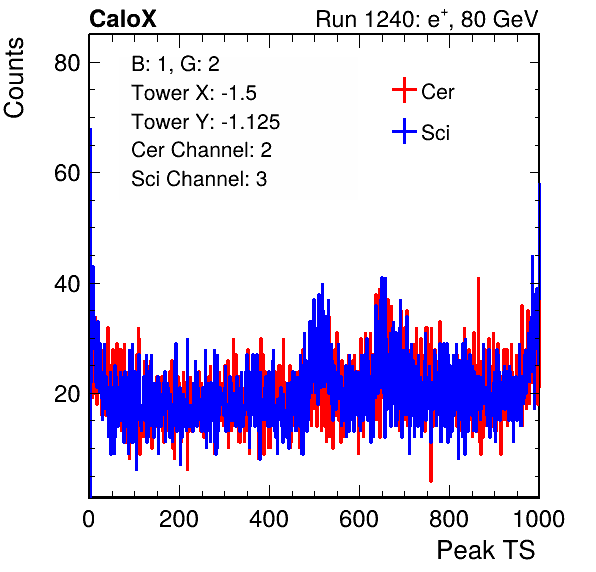 CaloX Run 1240: e⁺, 80 GeV
Counts
B: 1, G: 2
Tower X: -1.5
Tower Y: -1.125
Cer Channel: 2
Sci Channel: 3
Cer
Sci
80
60
40
20
0 200 400 600 800 1000
Peak TS